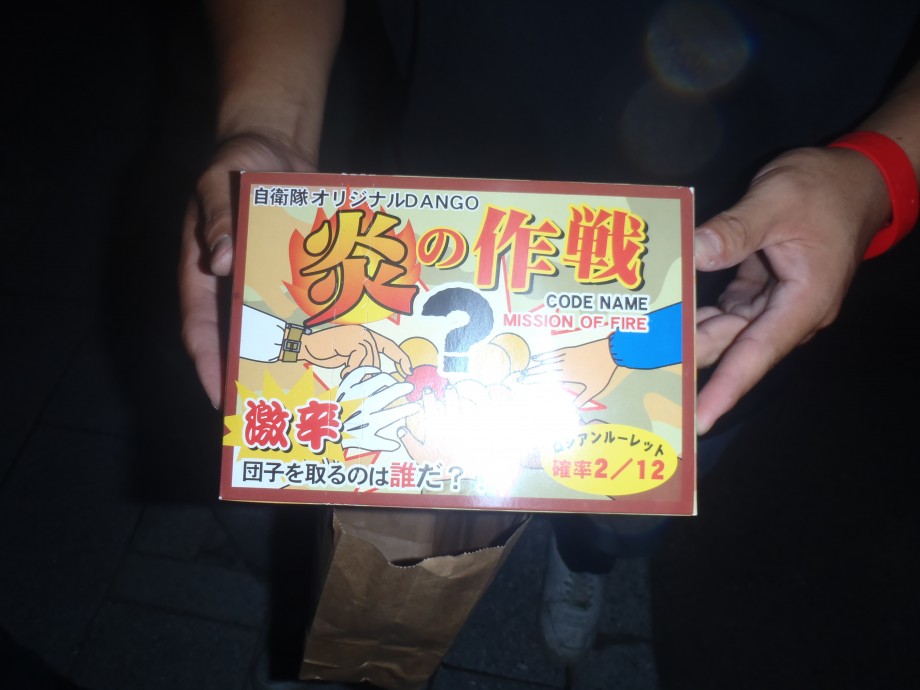 自衛隊オリジナルDANGO
炎の作戦
CODE NAME
MISSION OF FIRE
激辛
団子を取るのは誰だ?
ロシアンルーレット
確率2/12